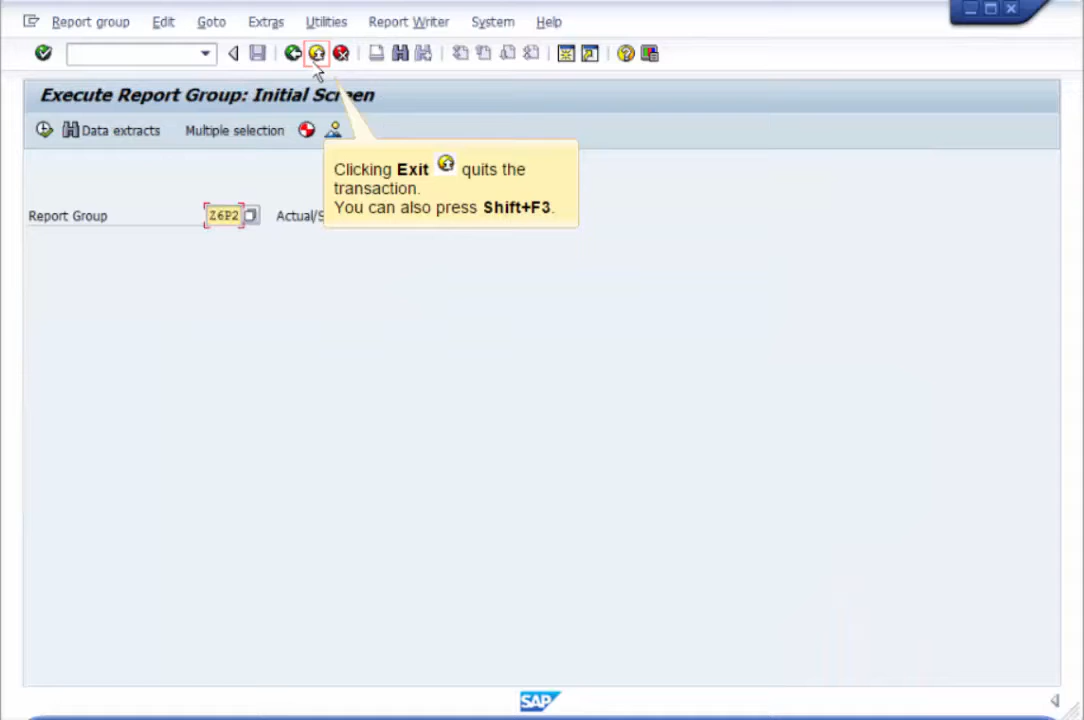 Report group Edit Goto Extras Utilities Report Writer System Help
Execute Report Group: Initial Screen
Data extracts Multiple selection
Clicking Exit quits the
transaction.
You can also press Shift+F3.
Report Group Z6P2 Actual/S
SAP